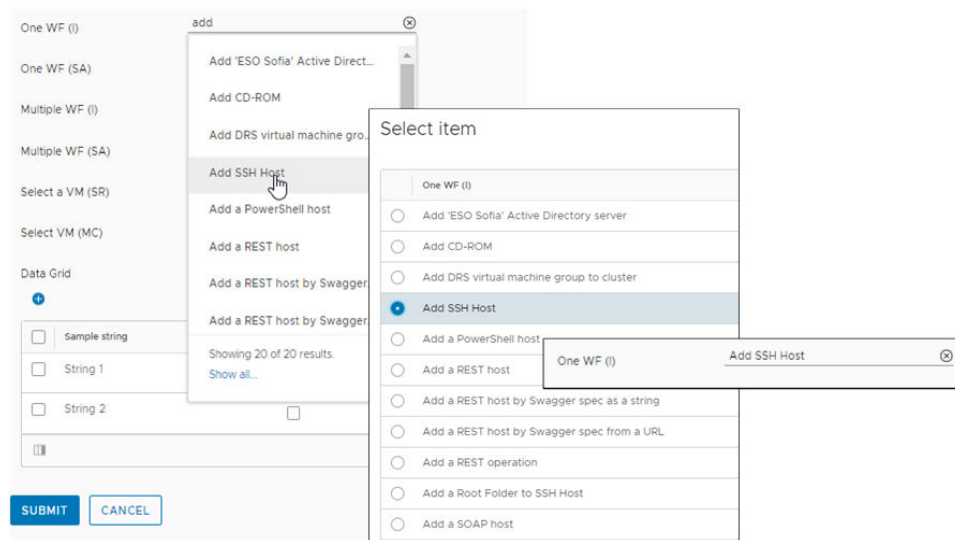 One WF (I)
add
One WF (SA)
Multiple WF (I)
Multiple WF (SA)
Select a VM (SR)
Select VM (MC)
Data Grid
Sample string
String 1
String 2
SUBMIT
CANCEL
Add 'ESO Sofia' Active Direct...
Add CD-ROM
Add DRS virtual machine gro...
Add SSH Host
Add a PowerShell host
Add a REST host
Add a REST host by Swagger
Add a REST host by Swagger
Showing 20 of 20 results.
Show all...
Select item
One WF (I)
Add 'ESO Sofia' Active Directory server
Add CD-ROM
Add DRS virtual machine group to cluster
Add SSH Host
Add a PowerShell host
Add a REST host
Add a REST host by Swagger spec as a string
Add a REST host by Swagger spec from a URL
Add a REST operation
Add a Root Folder to SSH Host
Add a SOAP host
One WF (I)
Add SSH Host